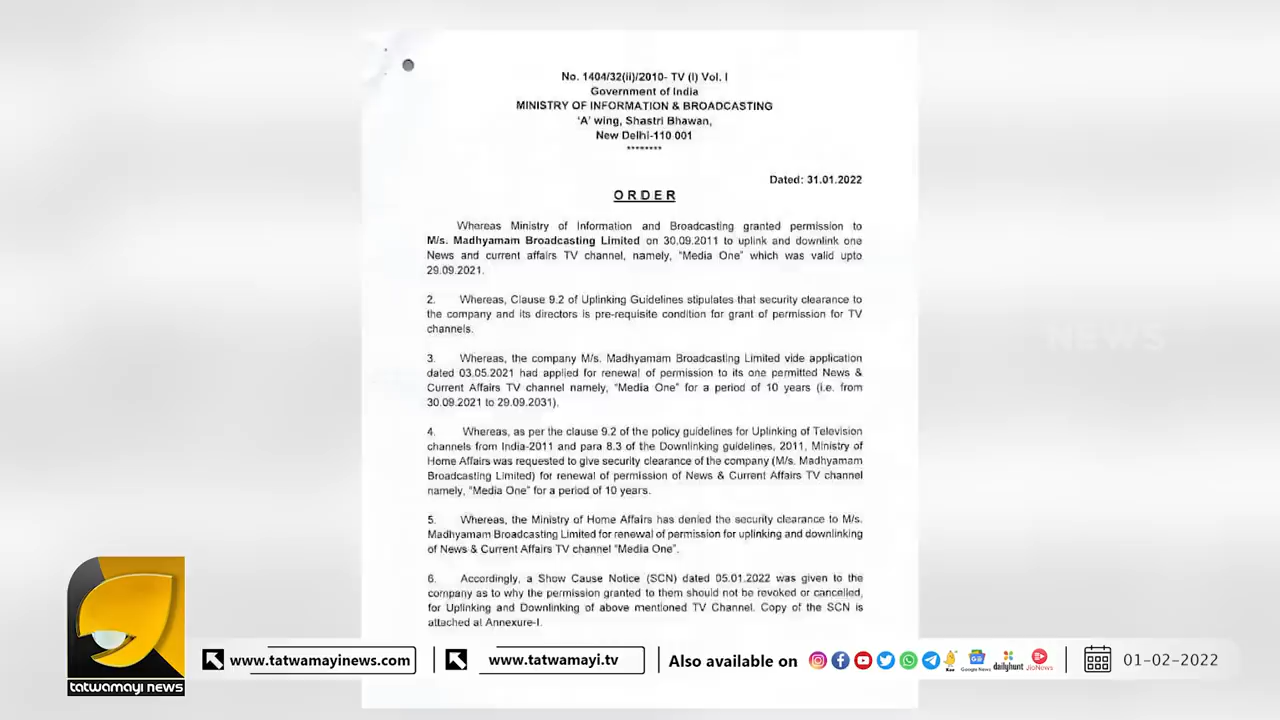 No. 1404/32(ii)/2010- TV (I) Vol. I
Government of India
MINISTRY OF INFORMATION & BROADCASTING
'A' wing, Shastri Bhawan,
New Delhi-110 001
********
Dated: 31.01.2022
ORDER
Whereas Ministry of Information and Broadcasting granted permission to
M/s. Madhyamam Broadcasting Limited on 30.09.2011 to uplink and downlink one
News and current affairs TV channel, namely, "Media One" which was valid upto
29.09.2021.
2. Whereas, Clause 9.2 of Uplinking Guidelines stipulates that security clearance to
the company and its directors is pre-requisite condition for grant of permission for TV
channels.
3. Whereas, the company M/s. Madhyamam Broadcasting Limited vide application
dated 03.05.2021 had applied for renewal of permission to its one permitted News &
Current Affairs TV channel namely, "Media One" for a period of 10 years (i.e. from
30.09.2021 to 29.09.2031).
4. Whereas, as per the clause 9.2 of the policy guidelines for Uplinking of Television
channels from India-2011 and para 8.3 of the Downlinking guidelines, 2011, Ministry of
Home Affairs was requested to give security clearance of the company (M/s. Madhyamam
Broadcasting Limited) for renewal of permission of News & Current Affairs TV channel
namely, "Media One" for a period of 10 years.
5. Whereas, the Ministry of Home Affairs has denied the security clearance to M/s.
Madhyamam Broadcasting Limited for renewal of permission for uplinking and downlinking
of News & Current Affairs TV channel "Media One".
6. Accordingly, a Show Cause Notice (SCN) dated 05.01.2022 was given to the
company as to why the permission granted to them should not be revoked or cancelled,
for Uplinking and Downlinking of above mentioned TV Channel. Copy of the SCN is
attached at Annexure-I.
NEWS
tatwamayi news
www.tatwamayinews.com
www.tatwamayi.tv
Also available on
Koo
Google News
dailyhunt
JioNews
01-02-2022